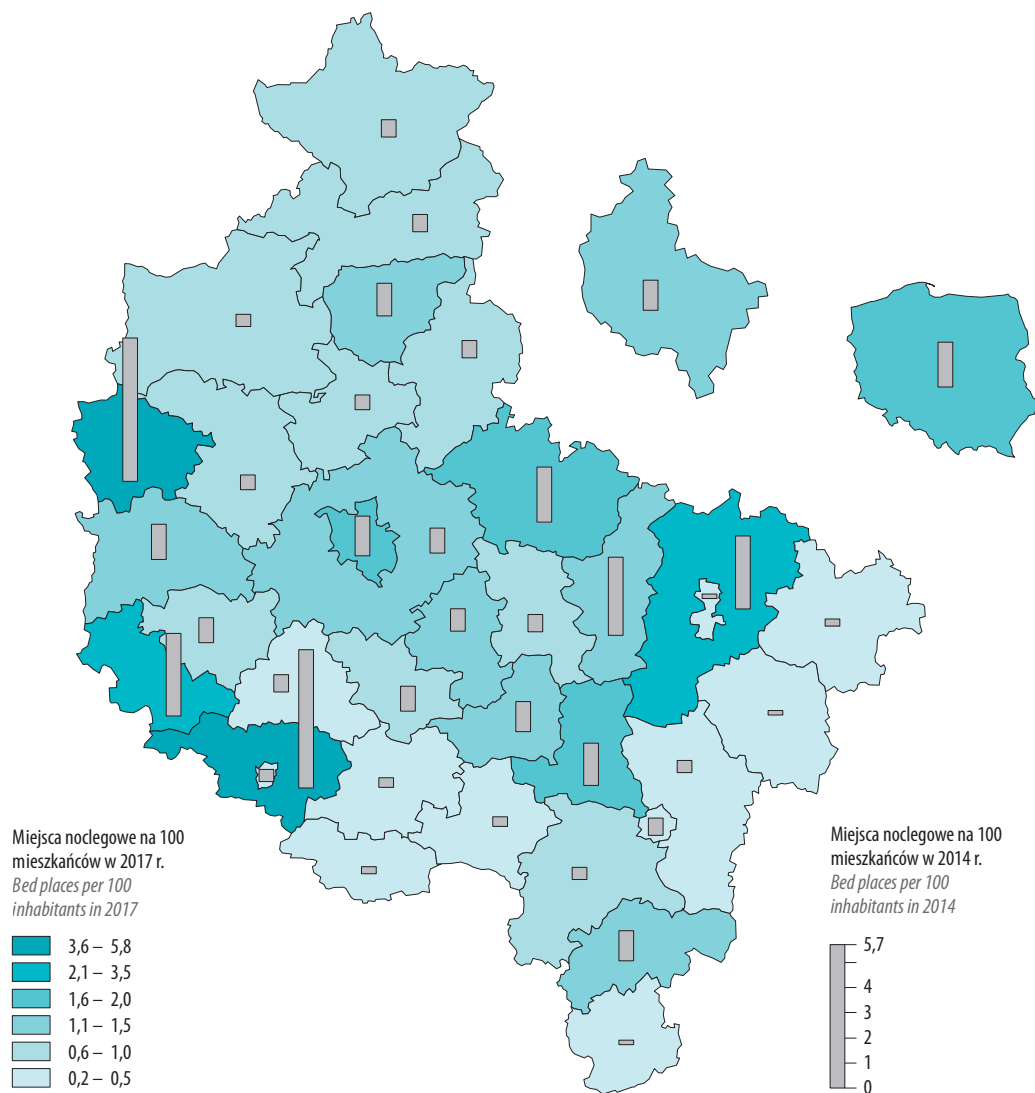 Miejsca noclegowe na 100
mieszkańców w 2017 r.
Bed places per 100
inhabitants in 2017
3,6 – 5,8
2,1 – 3,5
1,6 – 2,0
1,1 – 1,5
0,6 – 1,0
0,2 – 0,5
Miejsca noclegowe na 100
mieszkańców w 2014 r.
Bed places per 100
inhabitants in 2014
5,7
4
3
2
1
0